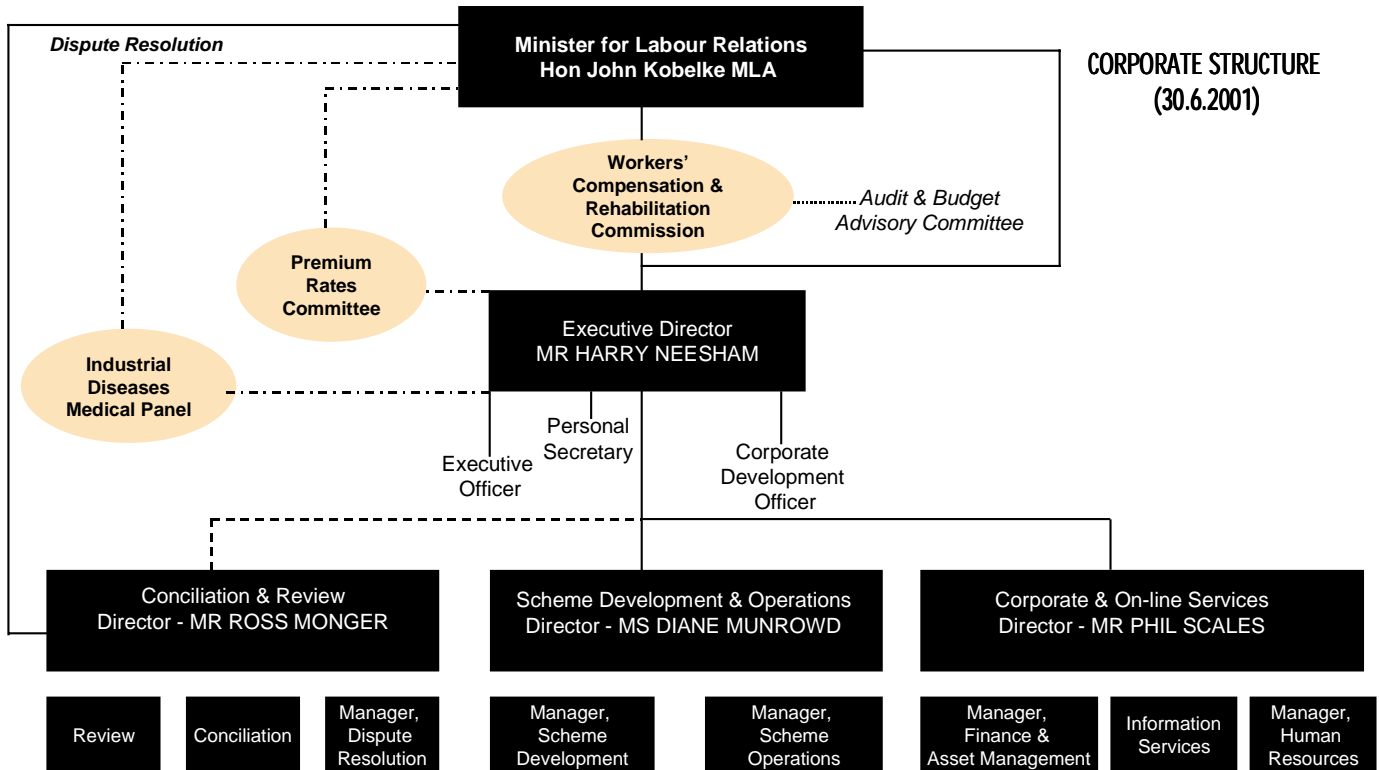 Dispute Resolution
Minister for Labour Relations
Hon John Kobelke MLA
CORPORATE STRUCTURE
(30.6.2001)
Workers'
Compensation &
Rehabilitation
Commission
Audit & Budget
Advisory Committee
Premium
Rates
Committee
Executive Director
MR HARRY NEESHAM
Industrial
Diseases
Medical Panel
Executive
Officer
Personal
Secretary
Corporate
Development
Officer
Conciliation & Review
Director - MR ROSS MONGER
Scheme Development & Operations
Director - MS DIANE MUNROWD
Corporate & On-line Services
Director - MR PHIL SCALES
Review
Conciliation
Manager,
Dispute
Resolution
Manager,
Scheme
Development
Manager,
Scheme
Operations
Manager,
Finance &
Asset Management
Information
Services
Manager,
Human
Resources